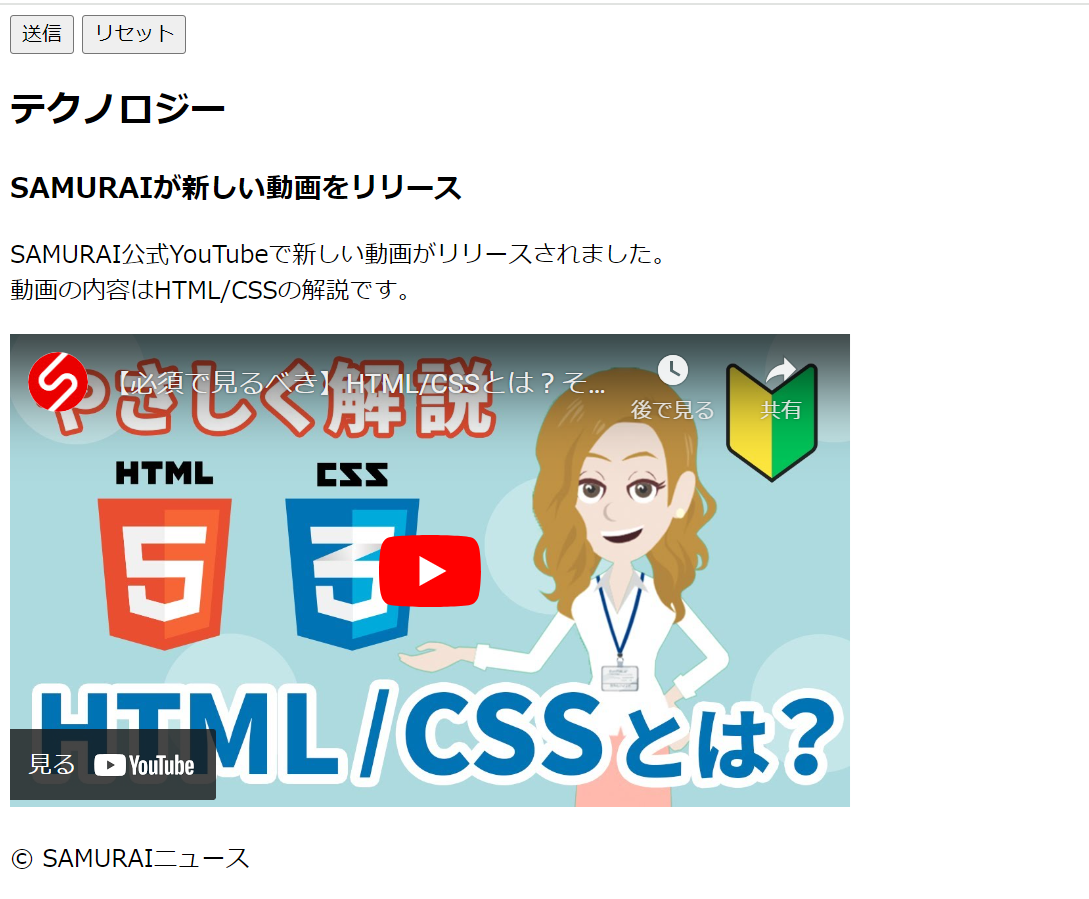 送信 リセット
テクノロジー
SAMURAIが新しい動画をリリース
SAMURAI公式YouTubeで新しい動画がリリースされました。
動画の内容はHTML/CSSの解説です。
やさしく解説
【必須で見るべき】HTML/CSSとは？そ...
後で見る 共有
HTML CSS
HTML/CSSとは?
見る YouTube
© SAMURAIニュース